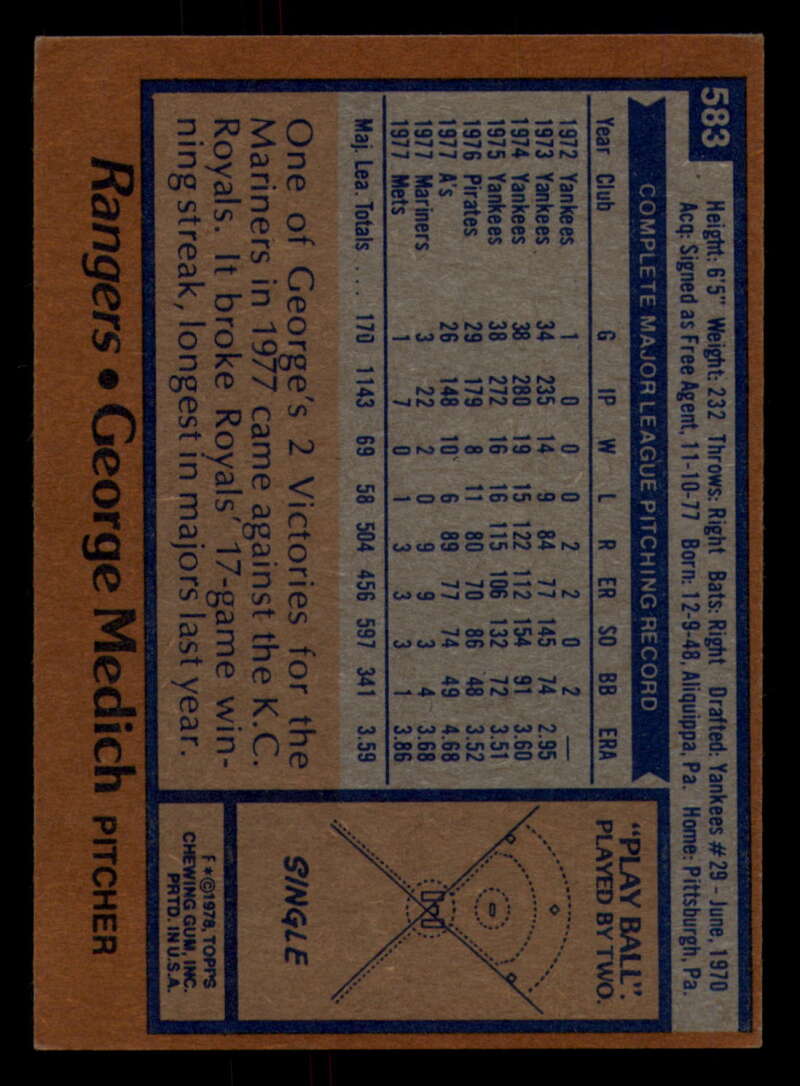 583
Height: 6'5" Weight: 232 Throws: Right Bats: Right Drafted: Yankees #29 - June, 1970
Acq: Signed as Free Agent, 11-10-77 Born: 12-9-48, Aliquippa, Pa. Home: Pittsburgh, Pa.
COMPLETE MAJOR LEAGUE PITCHING RECORD
Year Club G IP W L R ER SO BB ERA
1972 Yankees 1 0 0 0 2 2 0 2 —
1973 Yankees 34 235 14 9 84 77 145 74 2.95
1974 Yankees 38 280 19 15 122 112 154 91 3.60
1975 Yankees 38 272 16 16 115 106 132 72 3.51
1976 Pirates 29 179 8 11 80 70 86 48 3.52
1977 A's 26 148 10 6 89 77 74 49 4.68
1977 Mariners 3 22 2 0 9 9 3 4 3.68
1977 Mets 1 7 0 1 3 3 3 1 3.86
Maj. Lea. Totals .... 170 1143 69 58 504 456 597 341 3.59
One of George's 2 Victories for the
Mariners in 1977 came against the K.C.
Royals. It broke Royals' 17-game win-
ning streak, longest in majors last year.
"PLAY BALL".
PLAYED BY TWO.
SINGLE
F*©1978, TOPPS
CHEWING GUM, INC.
PRTD. IN U.S.A.
Rangers • George Medich PITCHER